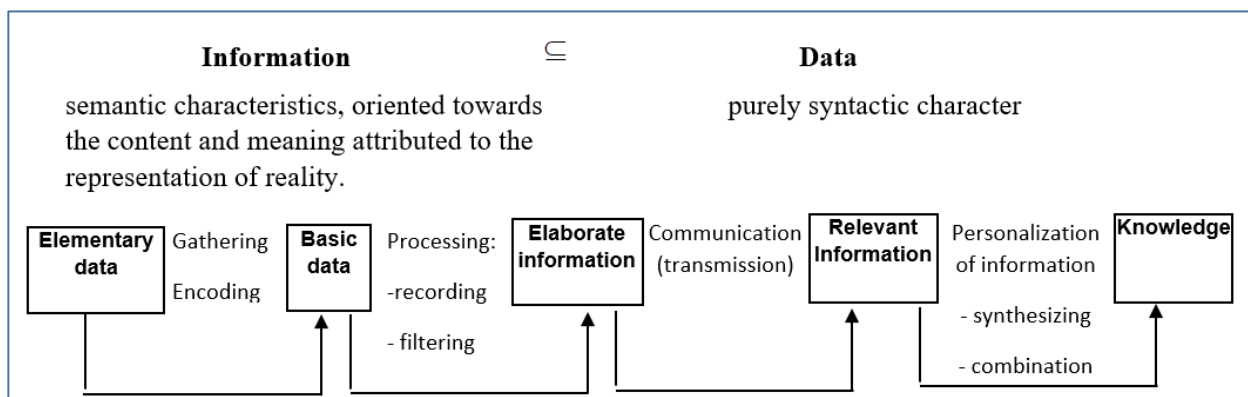 Information ⊆ Data
semantic characteristics, oriented towards
the content and meaning attributed to the
representation of reality.
purely syntactic character
Elementary
data
Gathering
Encoding
Basic
data
Processing:
-recording
- filtering
Elaborate
information
Communication
(transmission)
Relevant
Information
Personalization
of information
- synthesizing
- combination
Knowledge